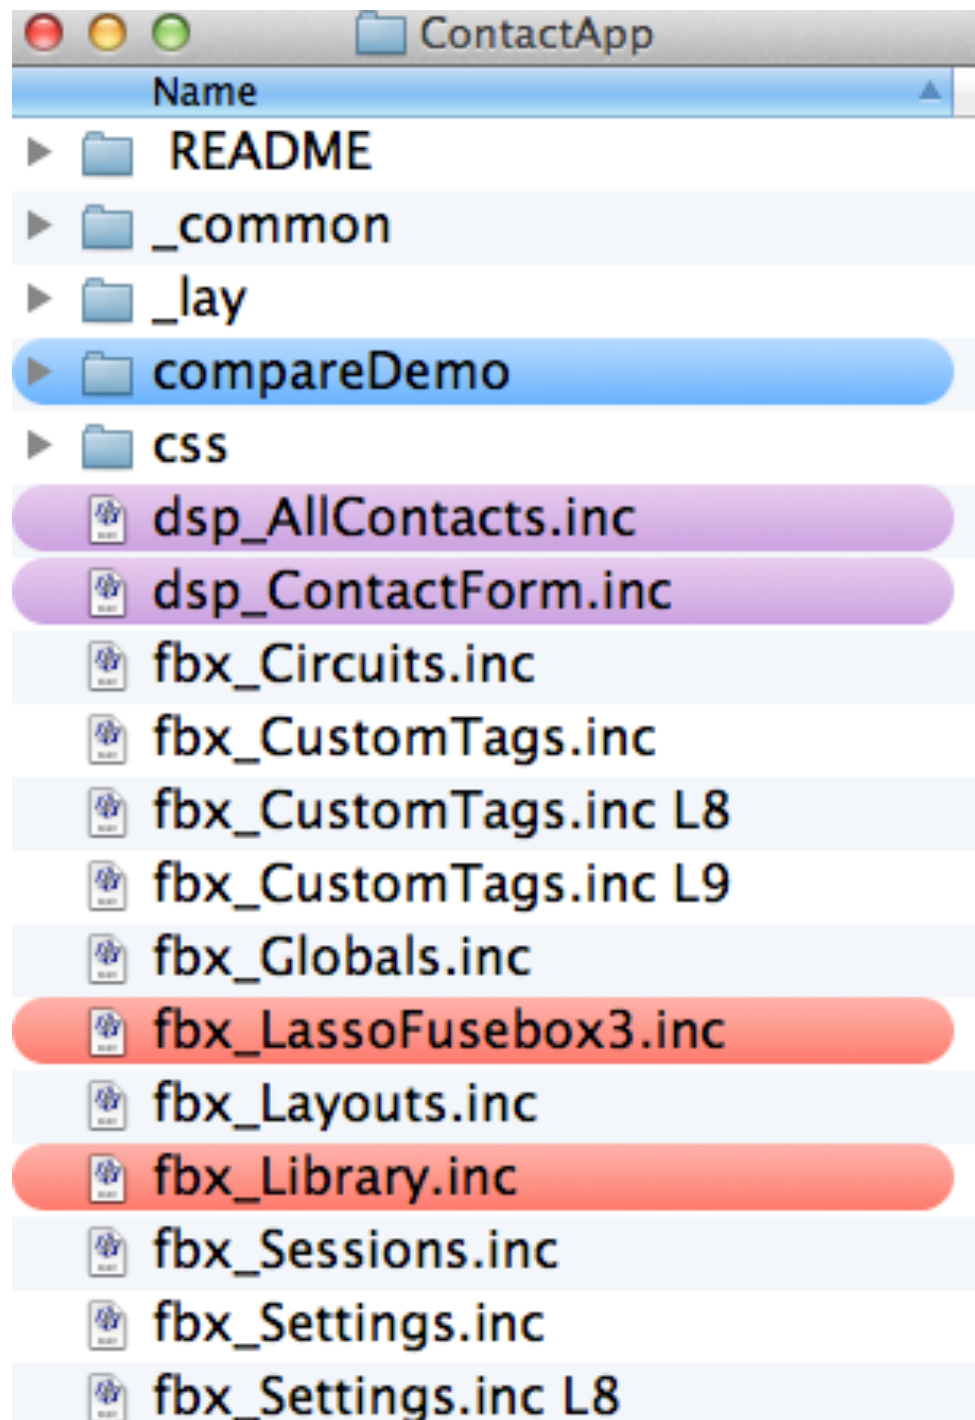 ContactApp
Name
README
_common
_lay
compareDemo
css
dsp_AllContacts.inc
dsp_ContactForm.inc
fbx_Circuits.inc
fbx_CustomTags.inc
fbx_CustomTags.inc L8
fbx_CustomTags.inc L9
fbx_Globals.inc
fbx_LassoFusebox3.inc
fbx_Layouts.inc
fbx_Library.inc
fbx_Sessions.inc
fbx_Settings.inc
fbx_Settings.inc L8